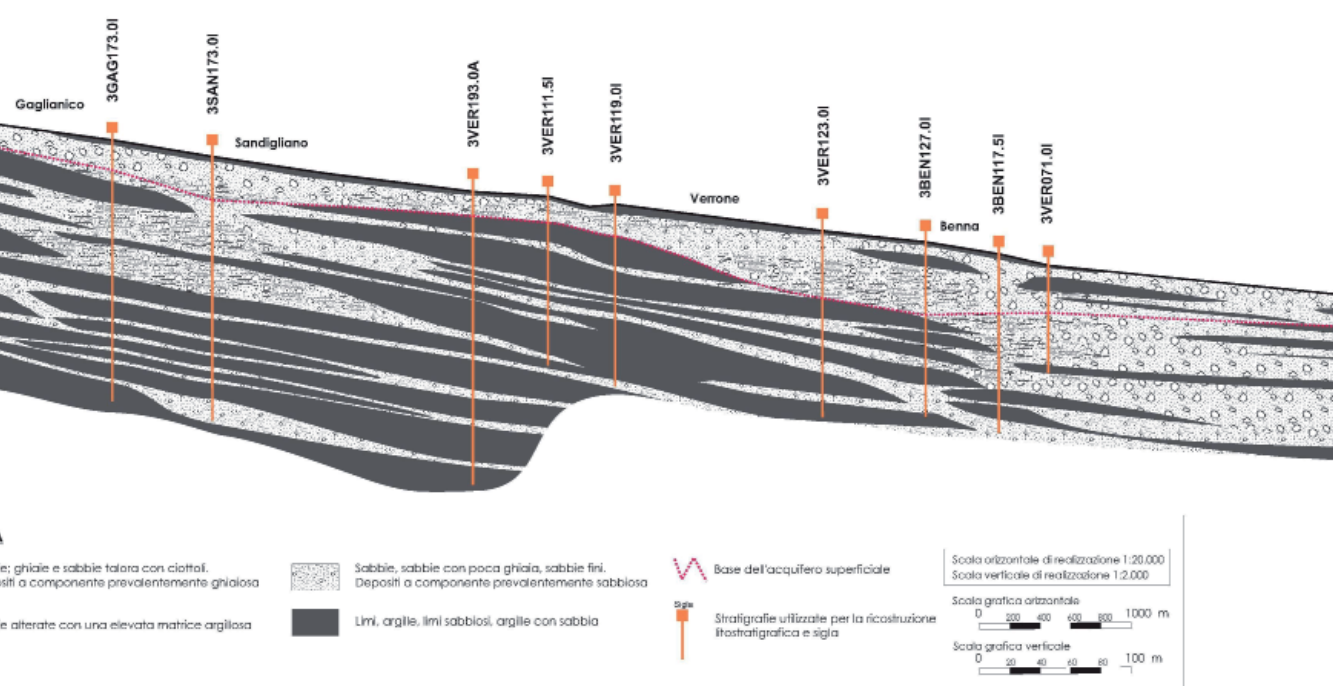 3GAG173.0I
3SAN173.0I
3VER193.0A
3VER111.5I
3VER119.0I
3VER123.0I
3BEN127.0I
3BEN117.5I
3VER071.0I
Gaglianico
Sandigliano
Verrone
Benna
A
e; ghiaie e sabbie talora con ciottoli.
siti a componente prevalentemente ghiaiosa
e alterate con una elevata matrice argillosa
Sabbie, sabbie con poca ghiaia, sabbie fini.
Depositi a componente prevalentemente sabbiosa
Limi, argille, limi sabbiosi, argille con sabbia
Base dell'acquifero superficiale
Sigla
Stratigrafie utilizzate per la ricostruzione
litostratigrafica e sigla
Scala orizzontale di realizzazione 1:20.000
Scala verticale di realizzazione 1:2.000
Scala grafica orizzontale
0 200 400 600 800 1000 m
Scala grafica verticale
0 20 40 60 80 100 m